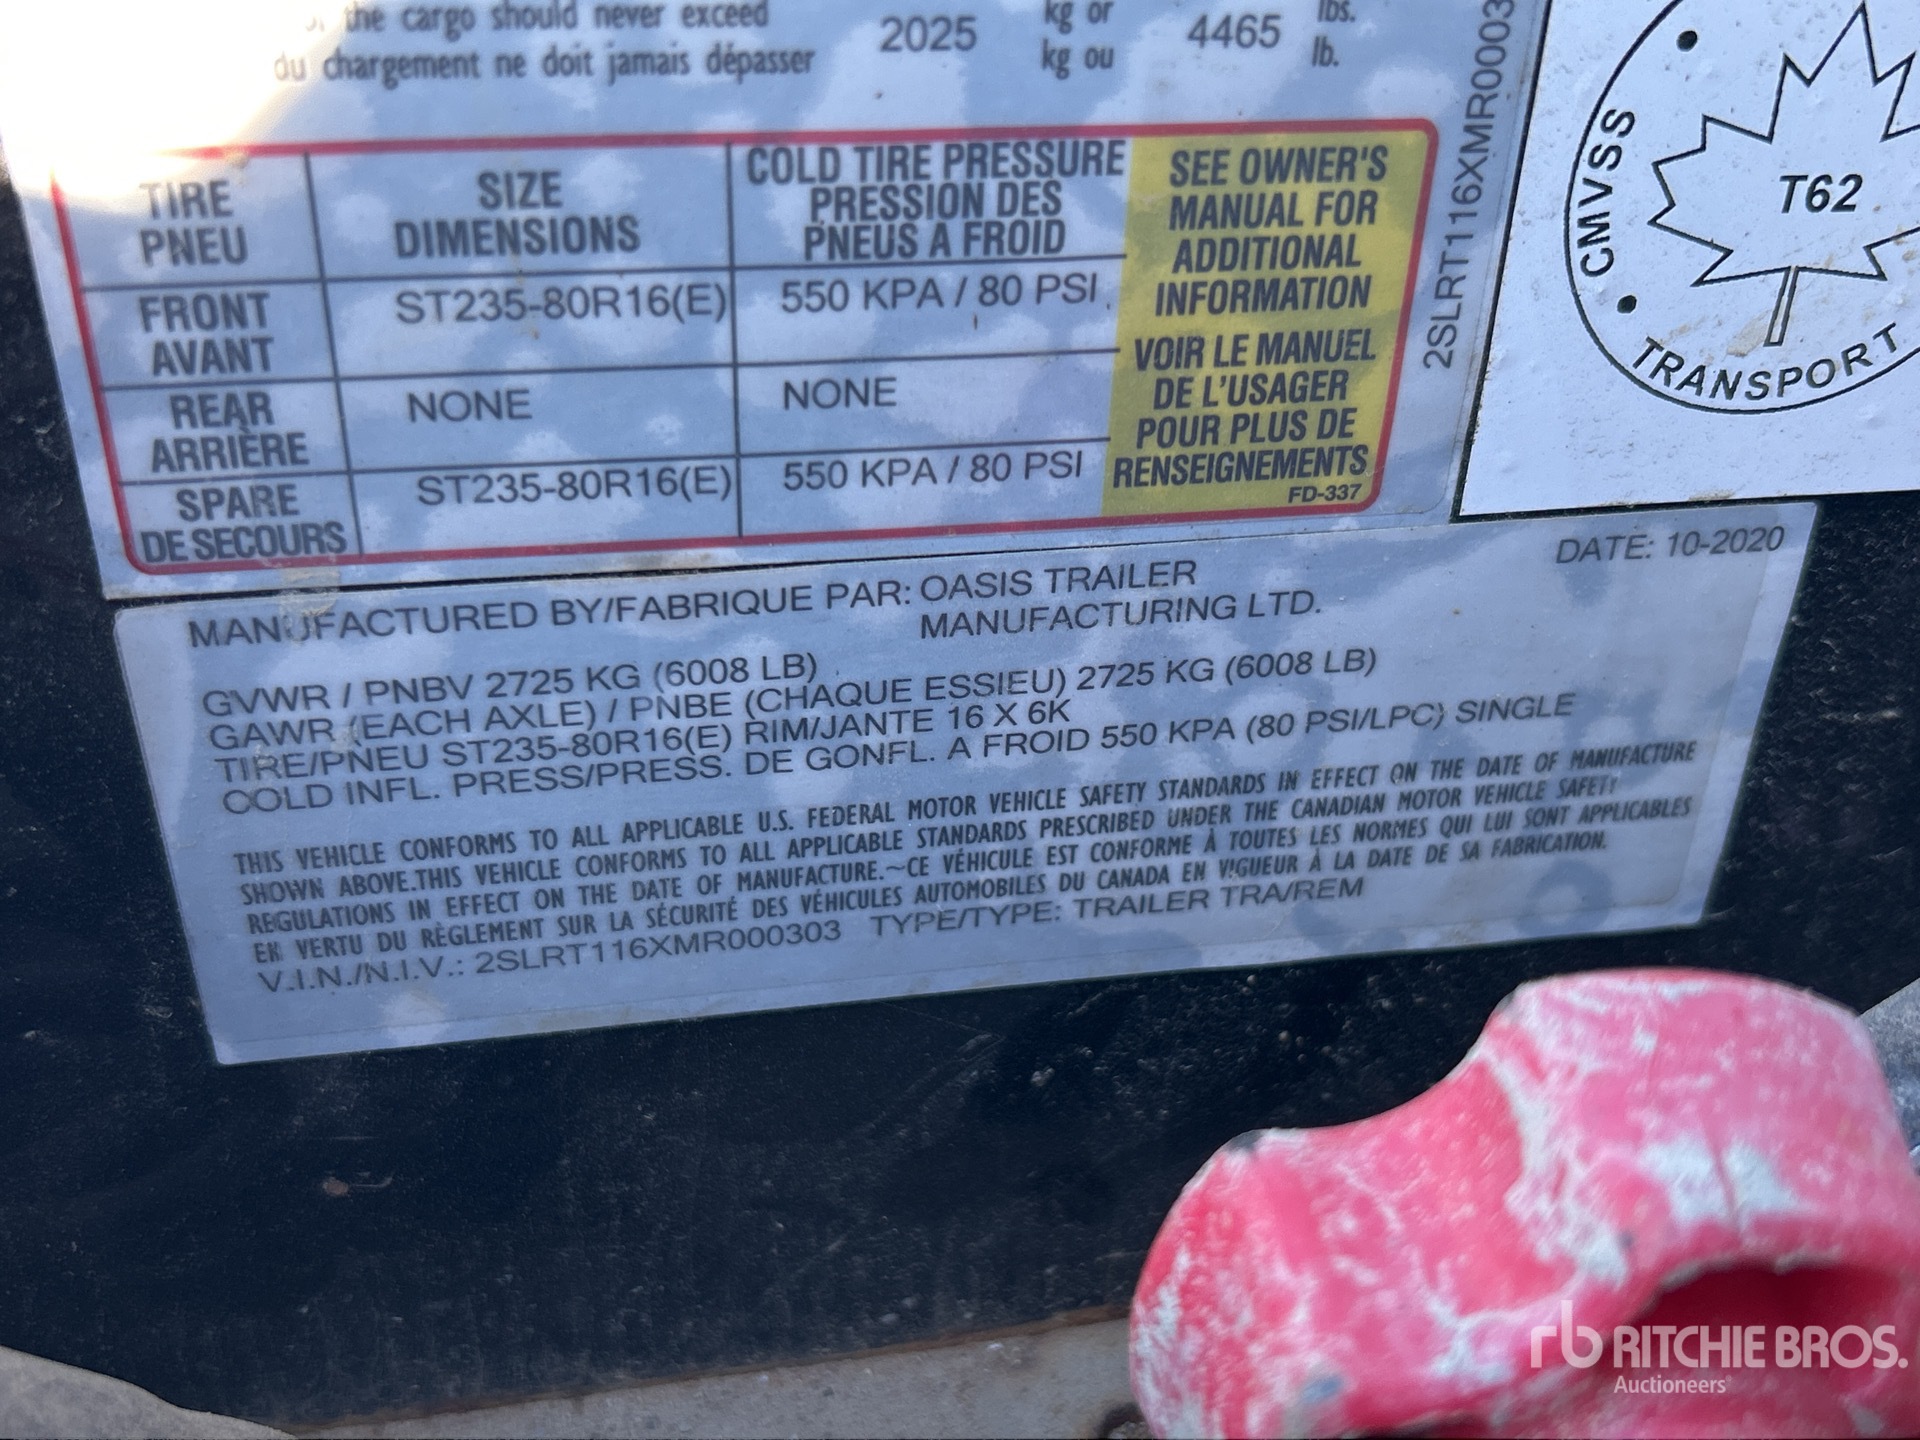 the cargo should never exceed 2025 kg or 4465 lbs.
du chargement ne doit jamais dépasser kg ou lb.
TIRE
PNEU
SIZE
DIMENSIONS
COLD TIRE PRESSURE
PRESSION DES
PNEUS A FROID
FRONT
AVANT
ST235-80R16(E)
550 KPA / 80 PSI
REAR
ARRIÈRE
NONE
NONE
SPARE
DE SECOURS
ST235-80R16(E)
550 KPA / 80 PSI
SEE OWNER'S
MANUAL FOR
ADDITIONAL
INFORMATION
VOIR LE MANUEL
DE L'USAGER
POUR PLUS DE
RENSEIGNEMENTS
FD-337
2SLRT116XMR0003
CMVSS
T62
TRANSPORT
MANUFACTURED BY/FABRIQUE PAR: OASIS TRAILER
MANUFACTURING LTD.
DATE: 10-2020
GVWR / PNBV 2725 KG (6008 LB)
GAWR (EACH AXLE) / PNBE (CHAQUE ESSIEU) 2725 KG (6008 LB)
TIRE/PNEU ST235-80R16(E) RIM/JANTE 16 X 6K
COLD INFL. PRESS/PRESS. DE GONFL. A FROID 550 KPA (80 PSI/LPC) SINGLE
THIS VEHICLE CONFORMS TO ALL APPLICABLE U.S. FEDERAL MOTOR VEHICLE SAFETY STANDARDS IN EFFECT ON THE DATE OF MANUFACTURE
SHOWN ABOVE.THIS VEHICLE CONFORMS TO ALL APPLICABLE STANDARDS PRESCRIBED UNDER THE CANADIAN MOTOR VEHICLE SAFETY
REGULATIONS IN EFFECT ON THE DATE OF MANUFACTURE.~CE VÉHICULE EST CONFORME À TOUTES LES NORMES QUI LUI SONT APPLICABLES
EN VERTU DU RÈGLEMENT SUR LA SÉCURITÉ DES VÉHICULES AUTOMOBILES DU CANADA EN VIGUEUR À LA DATE DE SA FABRICATION.
V.I.N./N.I.V.: 2SLRT116XMR000303 TYPE/TYPE: TRAILER TRA/REM
rb RITCHIE BROS.
Auctioneers